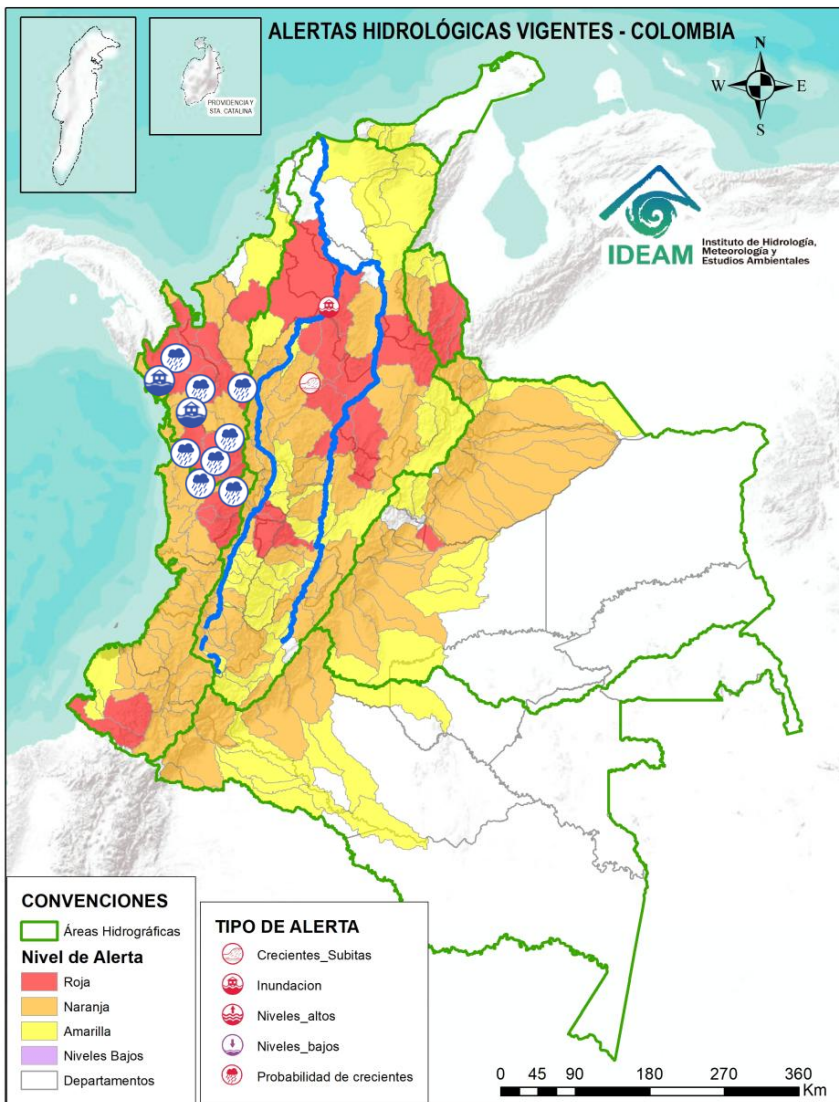 ALERTAS HIDROLÓGICAS VIGENTES - COLOMBIA
PROVIDENCIA Y
STA. CATALINA
N
W
E
S
IDEAM
Instituto de Hidrología,
Meteorología y
Estudios Ambientales
CONVENCIONES
Áreas Hidrográficas
Nivel de Alerta
Roja
Naranja
Amarilla
Niveles Bajos
Departamentos
TIPO DE ALERTA
Crecientes_Subitas
Inundacion
Niveles_altos
Niveles_bajos
Probabilidad de crecientes
0 45 90 180 270 360
Km